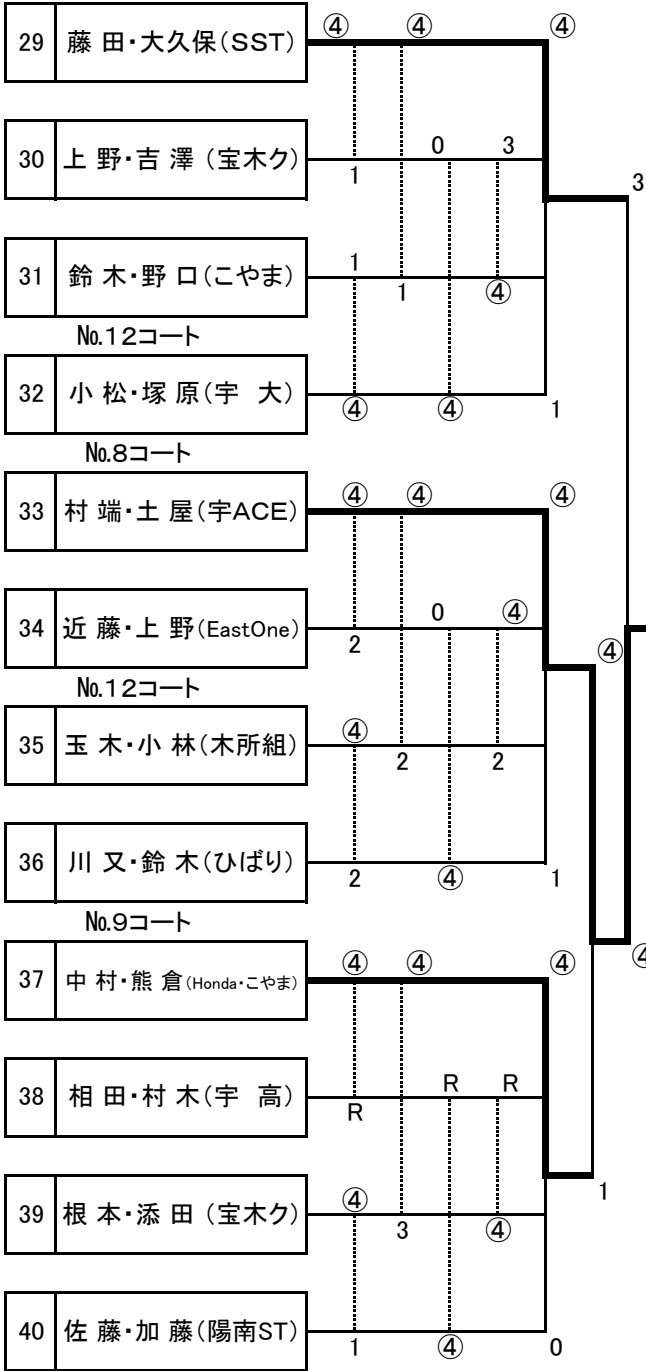 ④ ④ ④
29 藤 田・大久保(SST)
0 3
30 上 野・吉 澤 (宝木ク)
1
3
1
31 鈴 木・野 口(こやま)
1 ④
№12コート
32 小 松・塚 原(宇 大)
④ ④ 1
№8コート
④ ④ ④
33 村 端・土 屋(宇ACE)
0 ④
34 近 藤・上 野(EastOne)
2
④
№12コート
④
35 玉 木・小 林(木所組)
2 2
36 川 又・鈴 木(ひばり)
2 ④ 1
№9コート
④ ④ ④ ④
37 中 村・熊 倉(Honda・こやま)
R R
38 相 田・村 木(宇 高)
R
1
④
39 根 本・添 田 (宝木ク)
3 ④
40 佐 藤・加 藤(陽南ST)
1 ④ 0